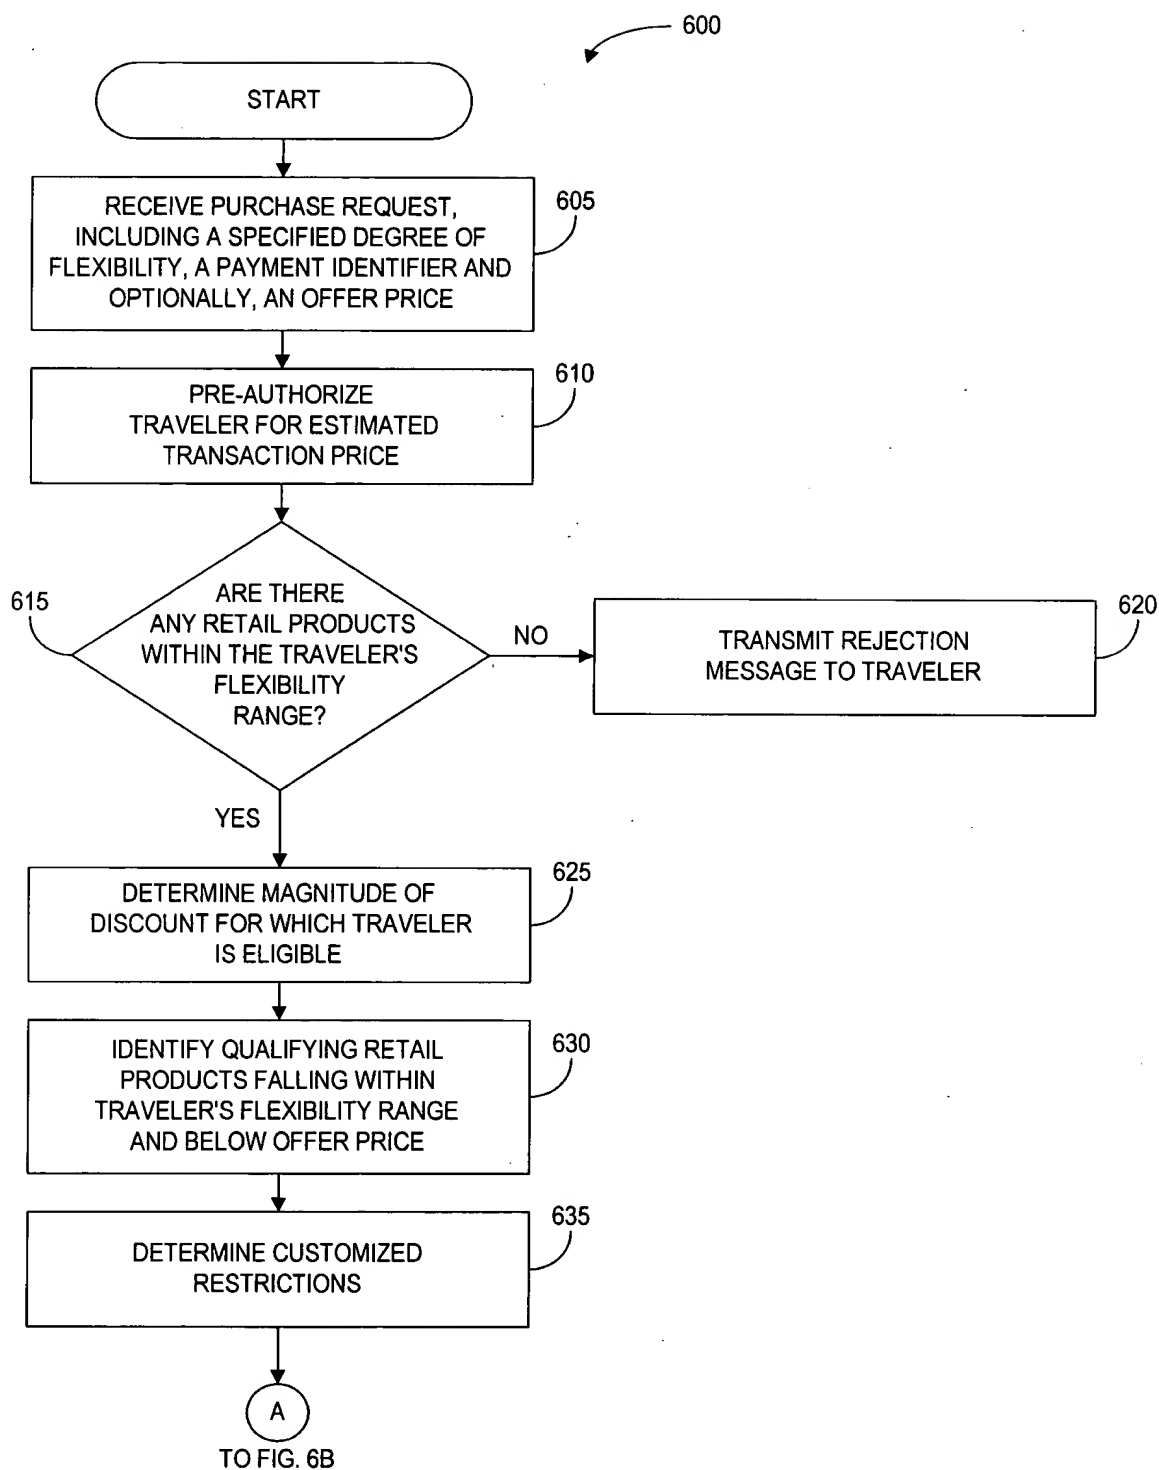 600
START
605
RECEIVE PURCHASE REQUEST,
INCLUDING A SPECIFIED DEGREE OF
FLEXIBILITY, A PAYMENT IDENTIFIER AND
OPTIONALLY, AN OFFER PRICE
610
PRE-AUTHORIZE
TRAVELER FOR ESTIMATED
TRANSACTION PRICE
615
ARE THERE
ANY RETAIL PRODUCTS
WITHIN THE TRAVELER'S
FLEXIBILITY
RANGE?
NO
620
TRANSMIT REJECTION
MESSAGE TO TRAVELER
YES
625
DETERMINE MAGNITUDE OF
DISCOUNT FOR WHICH TRAVELER
IS ELIGIBLE
630
IDENTIFY QUALIFYING RETAIL
PRODUCTS FALLING WITHIN
TRAVELER'S FLEXIBILITY RANGE
AND BELOW OFFER PRICE
635
DETERMINE CUSTOMIZED
RESTRICTIONS
A
TO FIG. 6B